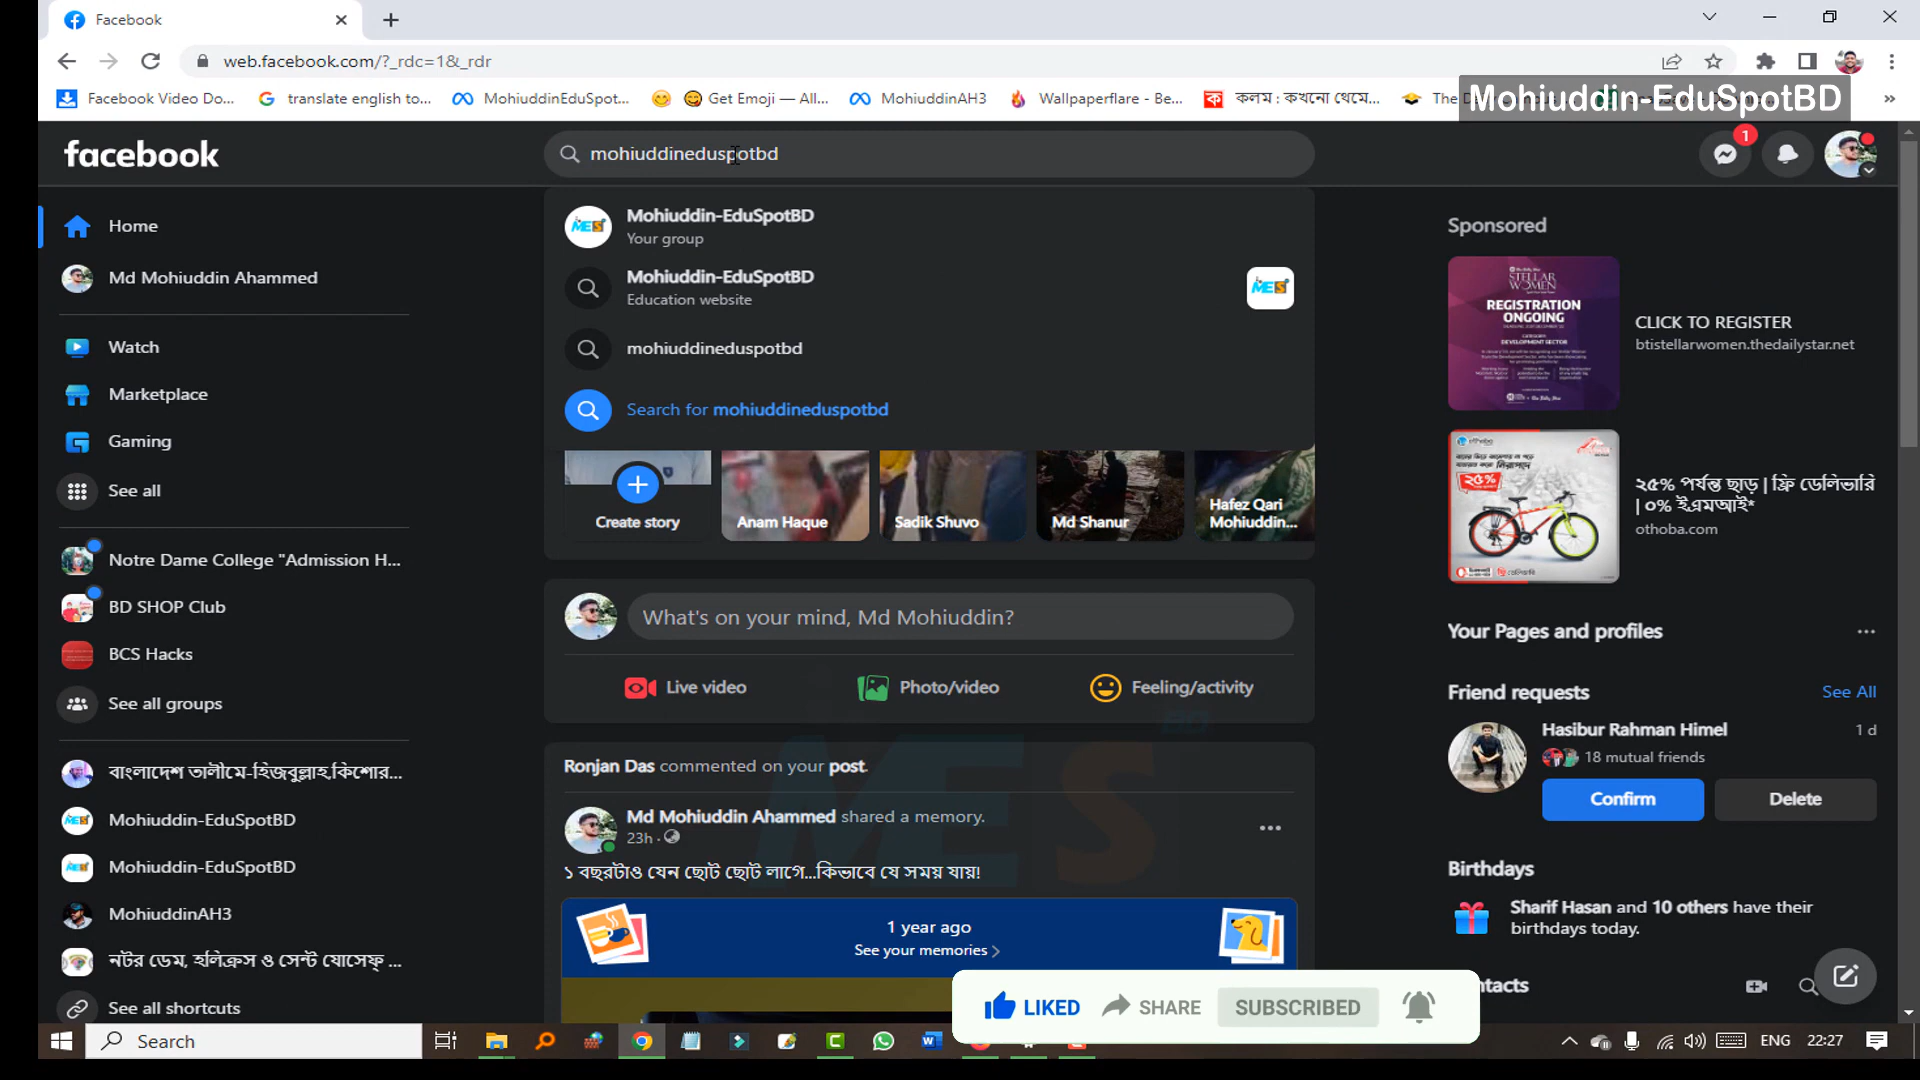 Facebook
web.facebook.com/?_rdc=1&_rdr
Facebook Video Do...
translate english to...
MohiuddinEduSpot...
Get Emoji — All...
MohiuddinAH3
Wallpaperflare - Be...
কলম : কখনো থেমে...
Mohiuddin-EduSpotBD
facebook
mohiuddineduspotbd
1
Mohiuddin-EduSpotBD
Your group
Mohiuddin-EduSpotBD
Education website
mohiuddineduspotbd
Search for mohiuddineduspotbd
Home
Md Mohiuddin Ahammed
Watch
Marketplace
Gaming
See all
Notre Dame College "Admission H...
BD SHOP Club
BCS Hacks
See all groups
বাংলাদেশ তালীমে-হিজবুল্লাহ,কিশোর...
Mohiuddin-EduSpotBD
Mohiuddin-EduSpotBD
MohiuddinAH3
নটর ডেম, হলিক্রস ও সেন্ট যোসেফ্ ...
See all shortcuts
Create story
Anam Haque
Sadik Shuvo
Md Shanur
Hafez Qari
Mohiuddin...
What's on your mind, Md Mohiuddin?
Live video
Photo/video
Feeling/activity
Ronjan Das commented on your post.
Md Mohiuddin Ahammed shared a memory.
23h
১ বছরটাও যেন ছোট ছোট লাগে...কিভাবে যে সময় যায়!
1 year ago
See your memories
Sponsored
STELLAR
WOMEN
REGISTRATION
ONGOING
DEVELOPMENT SECTOR
CLICK TO REGISTER
btistellarwomen.thedailystar.net
২৫%
২৫% পর্যন্ত ছাড় | ফ্রি ডেলিভারি
| ০% ইএমআই*
othoba.com
Your Pages and profiles
Friend requests
See All
Hasibur Rahman Himel
1 d
18 mutual friends
Confirm
Delete
Birthdays
Sharif Hasan and 10 others have their
birthdays today.
ntacts
LIKED
SHARE
SUBSCRIBED
Search
ENG
22:27